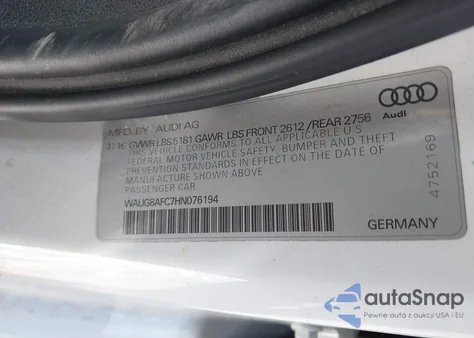 MFD. BY AUDI AG
11.16 GVWR LBS 5181 GAWR LBS FRONT 2612 / REAR 2756
THIS VEHICLE CONFORMS TO ALL APPLICABLE U S
FEDERAL MOTOR VEHICLE SAFETY, BUMPER AND THEFT
PREVENTION STANDARDS IN EFFECT ON THE DATE OF
MANUFACTURE SHOWN ABOVE.
PASSENGER CAR
WAUG8AFC7HN076194
Audi
4752169
GERMANY
autoSnap
Pewne auta z aukcji USA i EU